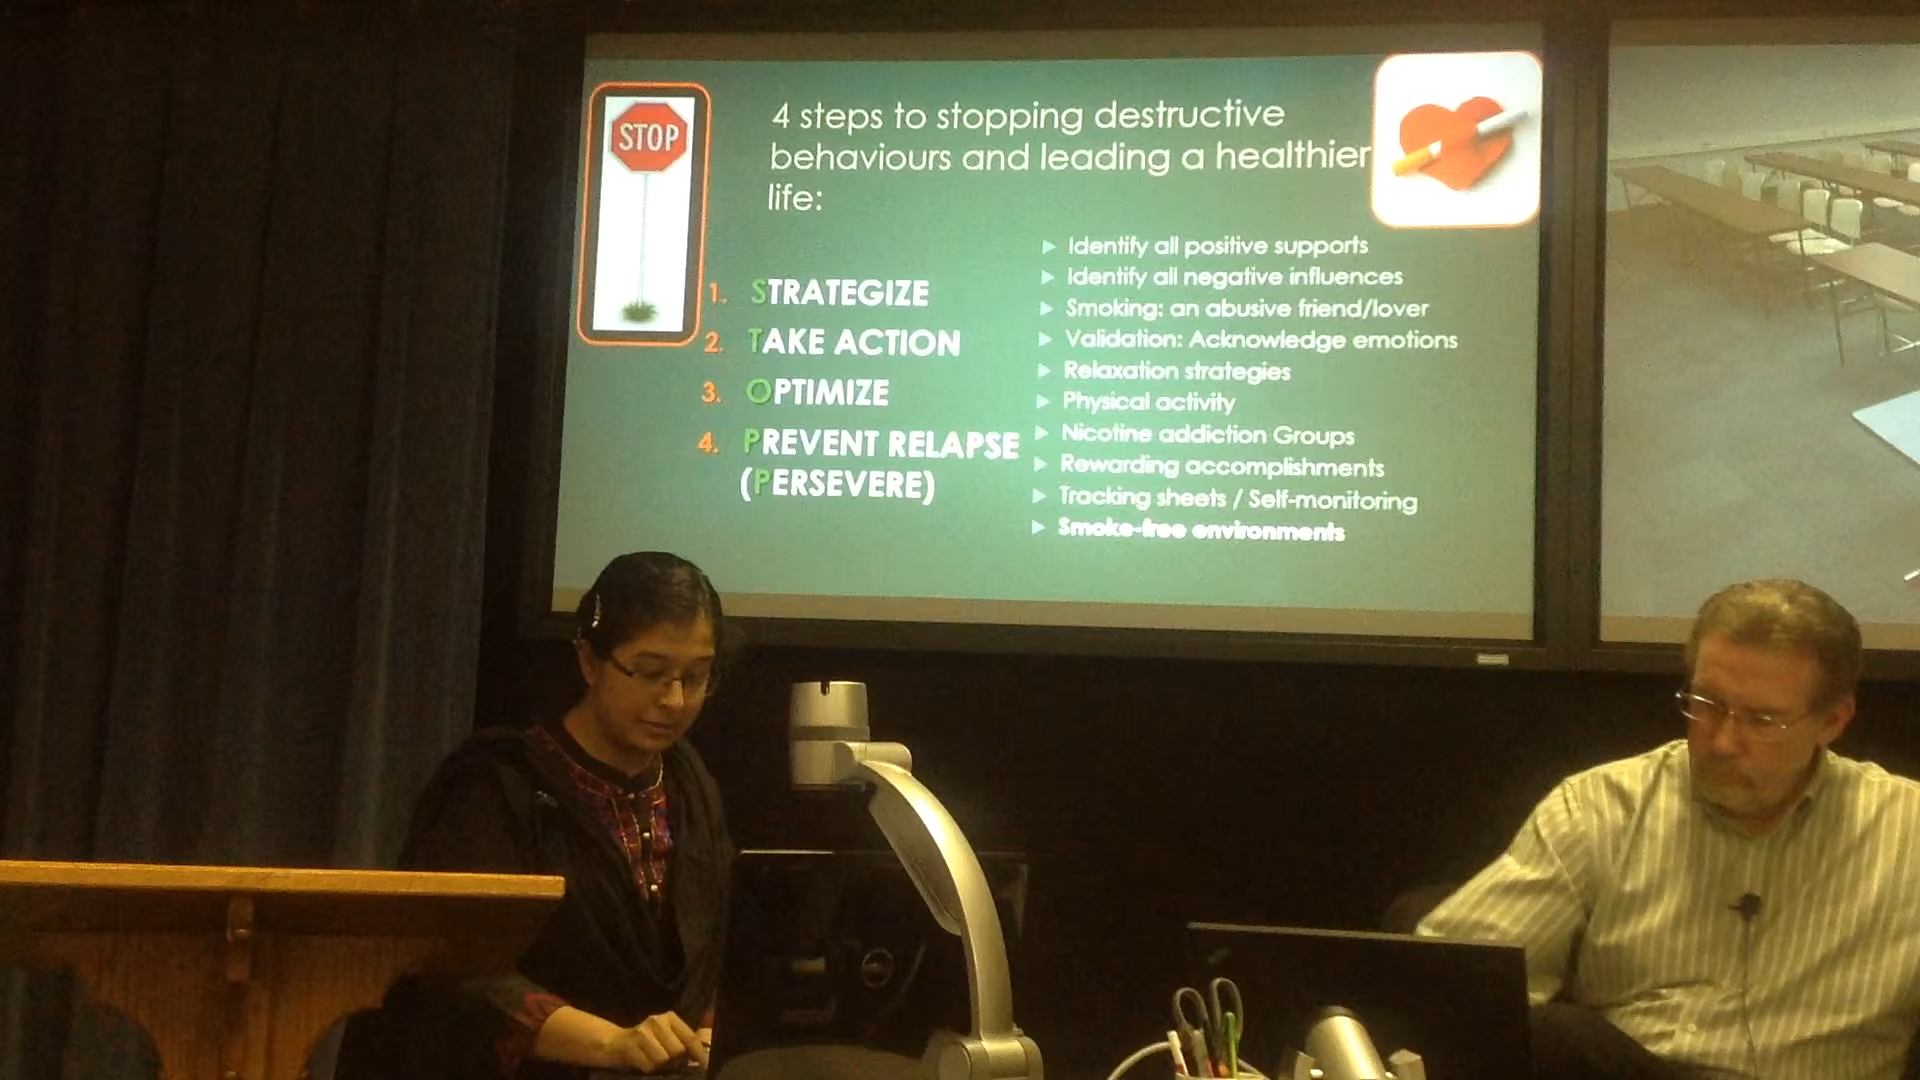 STOP
4 steps to stopping destructive
behaviours and leading a healthier
life:
1. STRATEGIZE
2. TAKE ACTION
3. OPTIMIZE
4. PREVENT RELAPSE
(PERSEVERE)
Identify all positive supports
Identify all negative influences
Smoking: an abusive friend/lover
Validation: Acknowledge emotions
Relaxation strategies
Physical activity
Nicotine addiction Groups
Rewarding accomplishments
Tracking sheets / Self-monitoring
Smoke-free environments